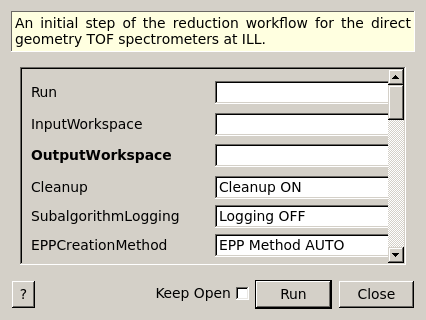 An initial step of the reduction workflow for the direct
geometry TOF spectrometers at ILL.
Run
InputWorkspace
OutputWorkspace
Cleanup Cleanup ON
SubalgorithmLogging Logging OFF
EPPCreationMethod EPP Method AUTO
? Keep Open Run Close